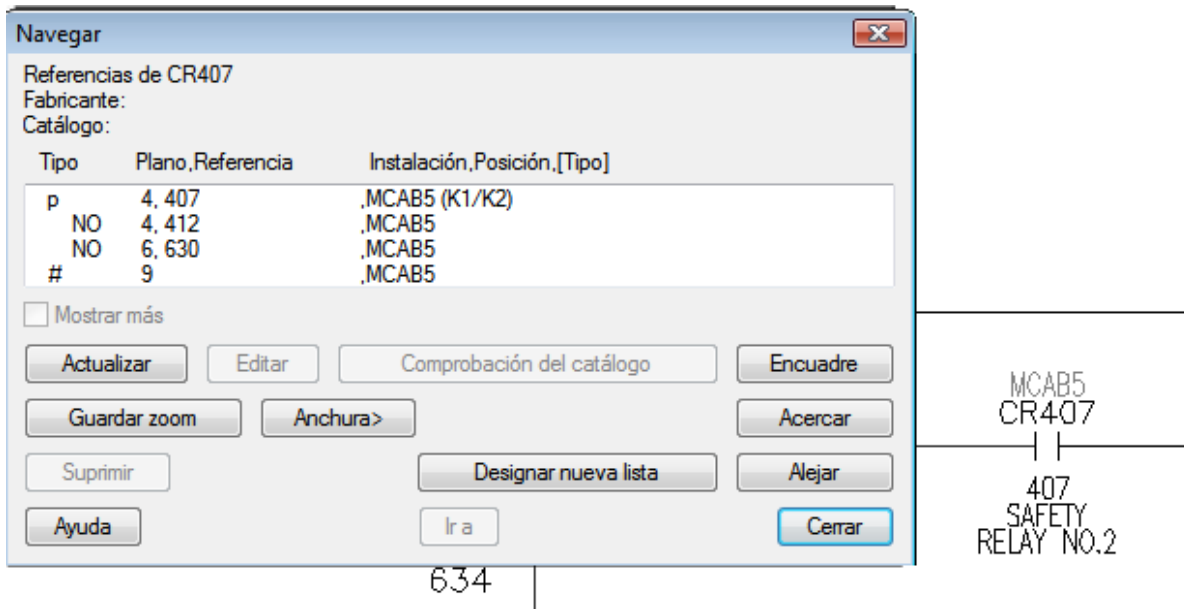 Navegar
Referencias de CR407
Fabricante:
Catálogo:
Tipo Plano,Referencia Instalación,Posición,[Tipo]
p 4, 407 ,MCAB5 (K1/K2)
NO 4, 412 ,MCAB5
NO 6, 630 ,MCAB5
# 9 ,MCAB5
Mostrar más
Actualizar Editar Comprobación del catálogo Encuadre
Guardar zoom Anchura> Acercar
Suprimir Designar nueva lista Alejar
Ayuda Ir a Cerrar
MCAB5
CR407
407
SAFETY
RELAY NO.2
634